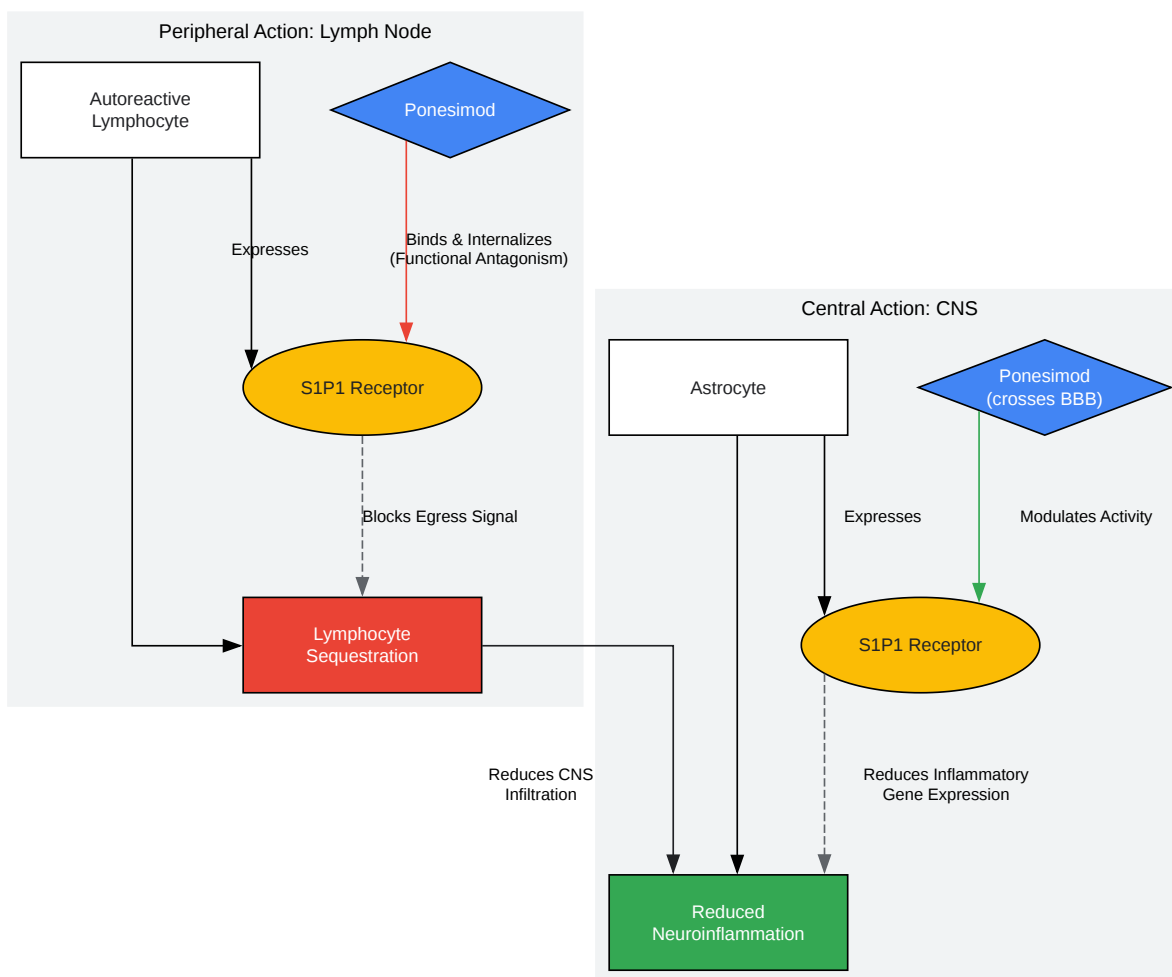 Peripheral Action: Lymph Node
Autoreactive
Lymphocyte
Ponesimod
Expresses
Binds & Internalizes
(Functional Antagonism)
S1P1 Receptor
Blocks Egress Signal
Lymphocyte
Sequestration
Reduces CNS
Infiltration
Central Action: CNS
Astrocyte
Ponesimod
(crosses BBB)
Expresses
Modulates Activity
S1P1 Receptor
Reduces Inflammatory
Gene Expression
Reduced
Neuroinflammation